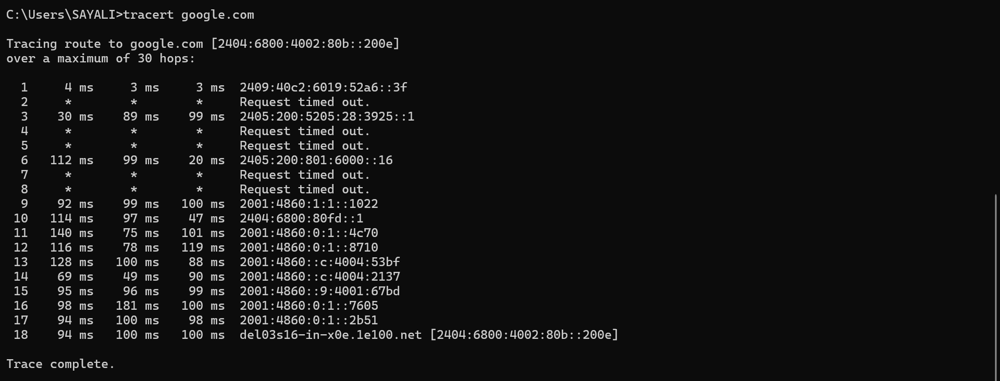 C:\Users\SAYALI>tracert google.com
Tracing route to google.com [2404:6800:4002:80b::200e]
over a maximum of 30 hops:
1 4 ms 3 ms 3 ms 2409:40c2:6019:52a6::3f
2 * * * Request timed out.
3 30 ms 89 ms 99 ms 2405:200:5205:28:3925::1
4 * * * Request timed out.
5 * * * Request timed out.
6 112 ms 99 ms 20 ms 2405:200:801:6000::16
7 * * * Request timed out.
8 * * * Request timed out.
9 92 ms 99 ms 100 ms 2001:4860:1:1::1022
10 114 ms 97 ms 47 ms 2404:6800:80fd::1
11 140 ms 75 ms 101 ms 2001:4860:0:1::4c70
12 116 ms 78 ms 119 ms 2001:4860:0:1::8710
13 128 ms 100 ms 88 ms 2001:4860::c:4004:53bf
14 69 ms 49 ms 90 ms 2001:4860::c:4004:2137
15 95 ms 96 ms 99 ms 2001:4860::9:4001:67bd
16 98 ms 181 ms 100 ms 2001:4860:0:1::7605
17 94 ms 100 ms 98 ms 2001:4860:0:1::2b51
18 94 ms 100 ms 100 ms del03s16-in-x0e.1e100.net [2404:6800:4002:80b::200e]
Trace complete.